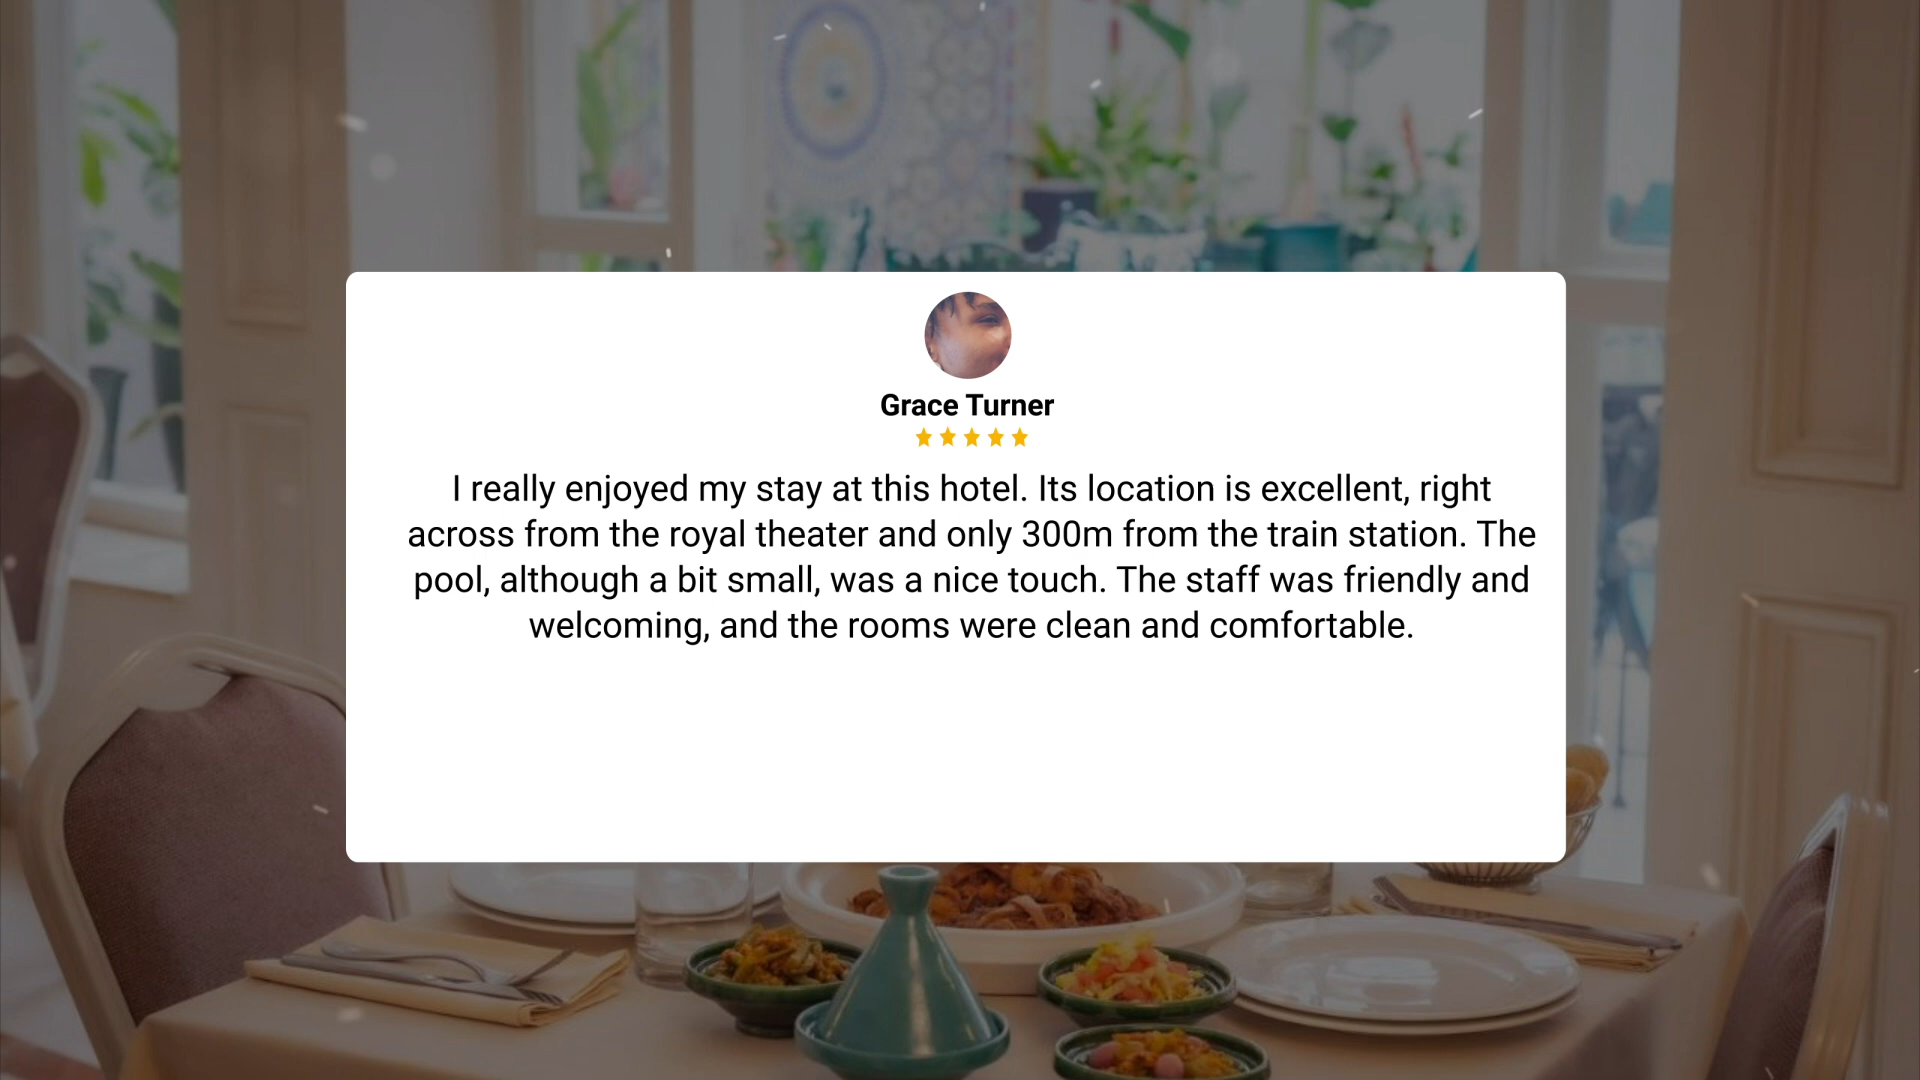 Grace Turner
I really enjoyed my stay at this hotel. Its location is excellent, right
across from the royal theater and only 300m from the train station. The
pool, although a bit small, was a nice touch. The staff was friendly and
welcoming, and the rooms were clean and comfortable.